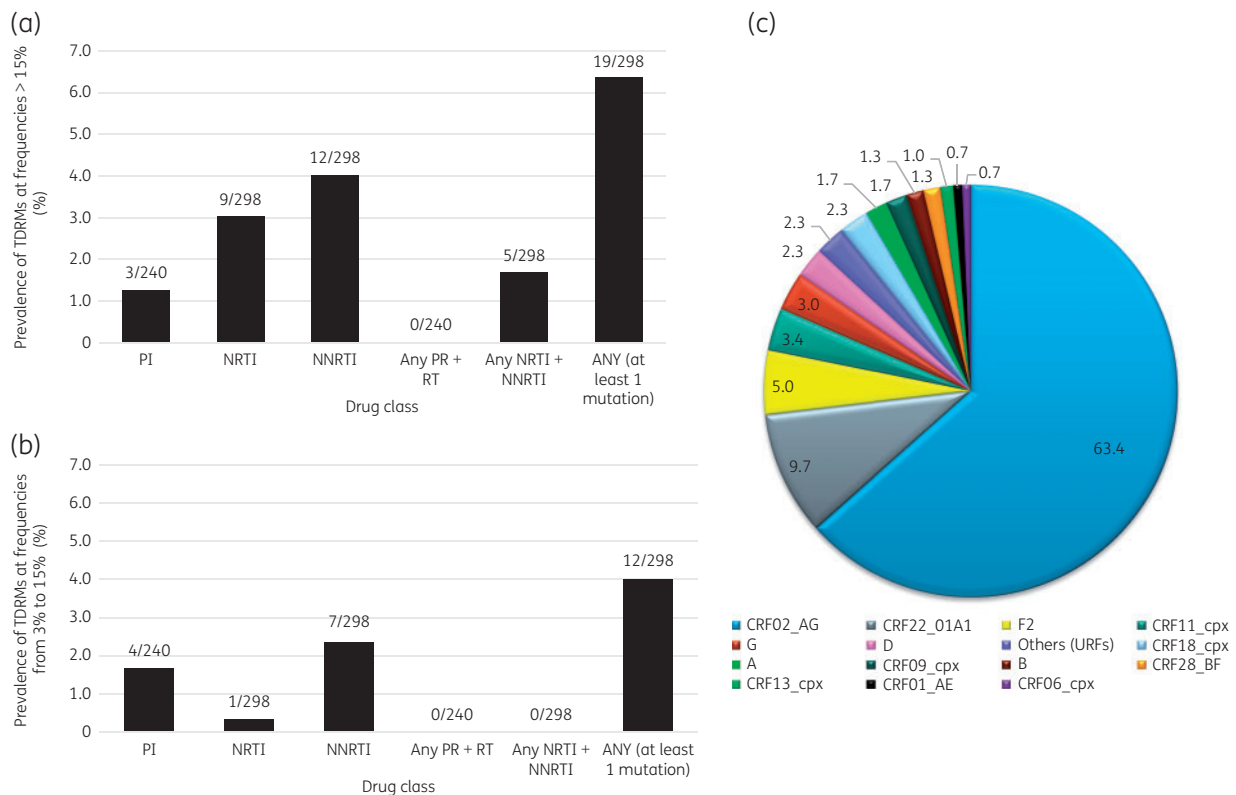 (a)
Prevalence of TDRMs at frequencies > 15%
(%)
7.0
6.0
5.0
4.0
3.0
2.0
1.0
0
3/240
9/298
12/298
0/240
5/298
19/298
PI
NRTI
NNRTI
Any PR +
RT
Any NRTI +
NNRTI
ANY (at
least 1
mutation)
Drug class
(b)
Prevalence of TDRMs at frequencies
from 3% to 15% (%)
7.0
6.0
5.0
4.0
3.0
2.0
1.0
0
4/240
1/298
7/298
0/240
0/298
12/298
PI
NRTI
NNRTI
Any PR + RT
Any NRTI +
NNRTI
ANY (at least
1 mutation)
Drug class
(c)
63.4
9.7
5.0
3.4
3.0
2.3
2.3
2.3
1.7
1.7
1.3
1.3
1.0
0.7
0.7
CRF02_AG CRF22_01A1 F2 CRF11_cpx
G D Others (URFs) CRF18_cpx
A CRF09_cpx B CRF28_BF
CRF13_cpx CRF01_AE CRF06_cpx